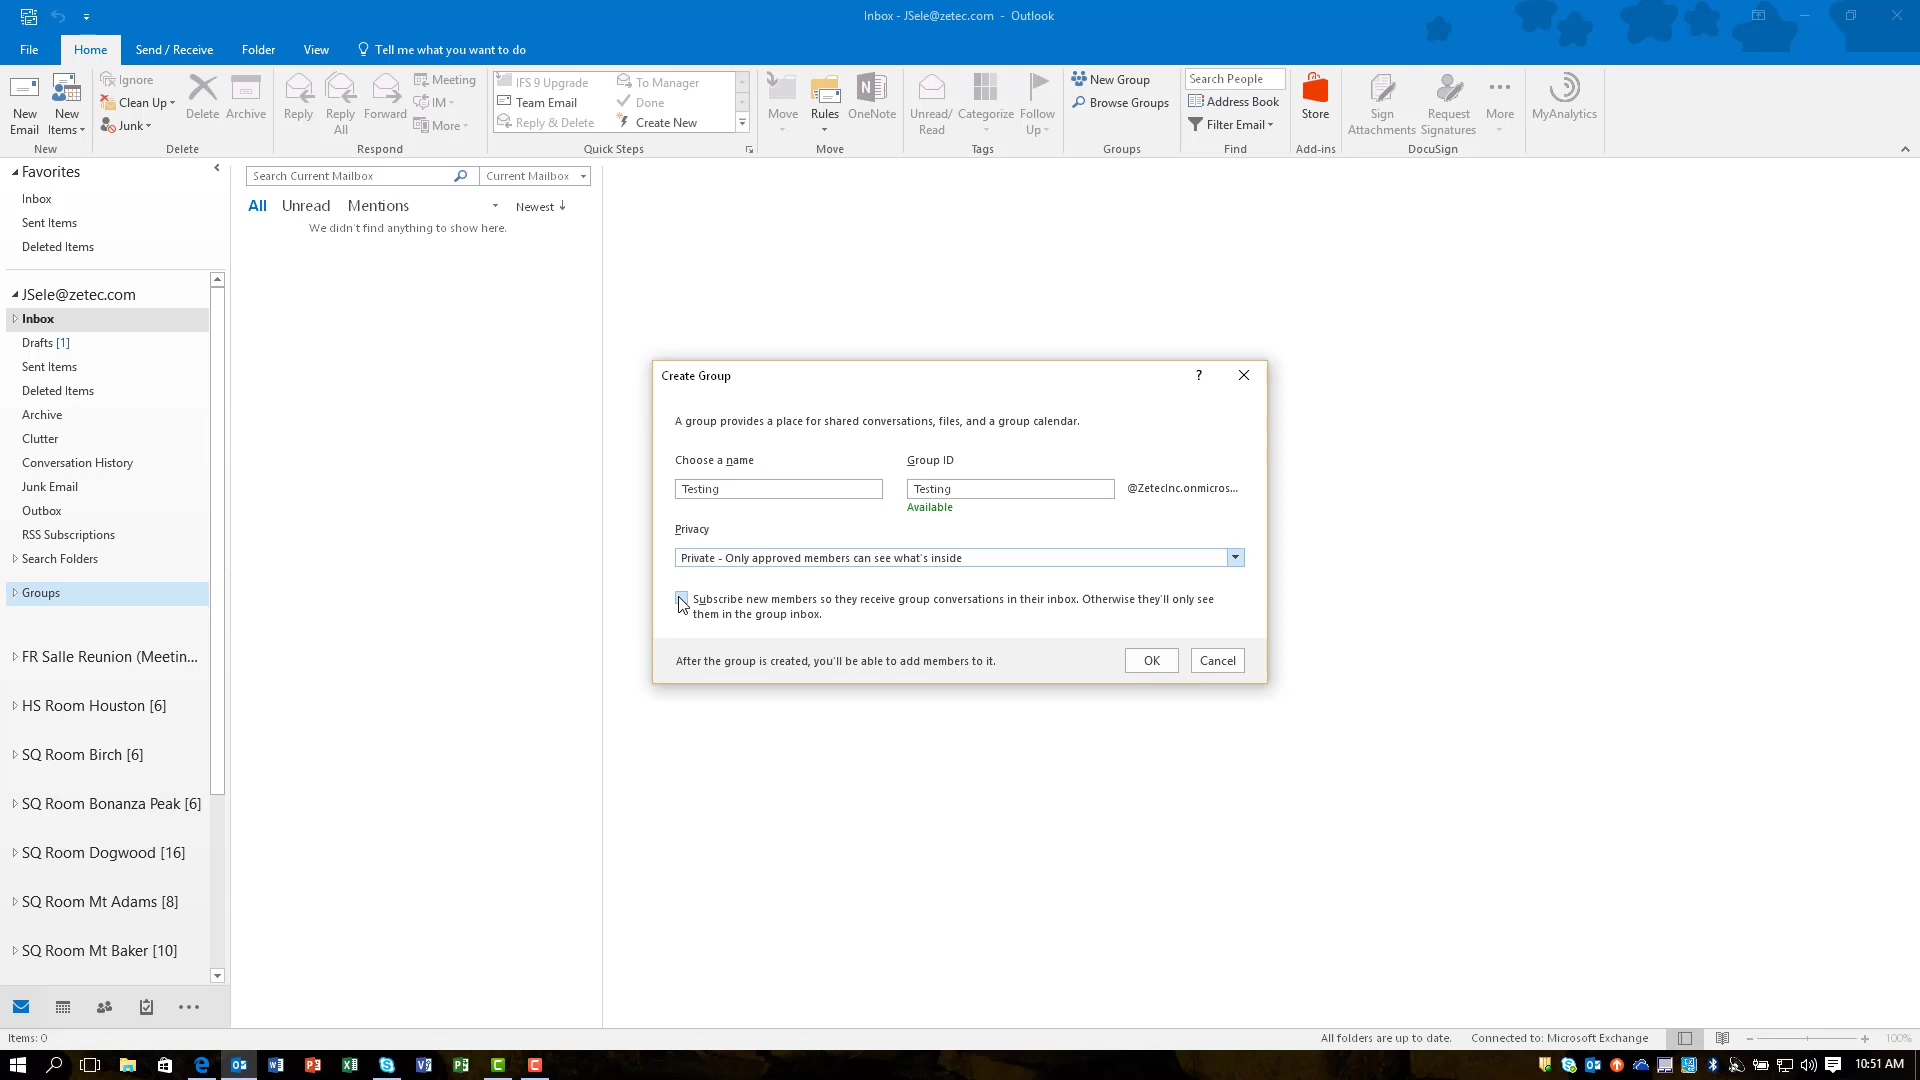 Inbox - JSele@zetec.com - Outlook
File Home Send / Receive Folder View Tell me what you want to do
New Email
New Items
New
Ignore
Clean Up
Junk
Delete
Archive
Delete
Reply
Reply All
Forward
Meeting
IM
More
Respond
IFS 9 Upgrade
To Manager
Team Email
Done
Reply & Delete
Create New
Quick Steps
Move
Rules
OneNote
Move
Unread/ Read
Categorize
Follow Up
Tags
New Group
Browse Groups
Groups
Search People
Address Book
Filter Email
Find
Store
Add-ins
Sign Attachments
Request Signatures
More
DocuSign
MyAnalytics
Favorites
Inbox
Sent Items
Deleted Items
JSele@zetec.com
Inbox
Drafts [1]
Sent Items
Deleted Items
Archive
Clutter
Conversation History
Junk Email
Outbox
RSS Subscriptions
Search Folders
Groups
FR Salle Reunion (Meetin...
HS Room Houston [6]
SQ Room Birch [6]
SQ Room Bonanza Peak [6]
SQ Room Dogwood [16]
SQ Room Mt Adams [8]
SQ Room Mt Baker [10]
Search Current Mailbox
Current Mailbox
All Unread Mentions
Newest
We didn't find anything to show here.
Create Group
?
A group provides a place for shared conversations, files, and a group calendar.
Choose a name
Group ID
Testing
Testing
@ZetecInc.onmicros...
Available
Privacy
Private - Only approved members can see what's inside
Subscribe new members so they receive group conversations in their inbox. Otherwise they'll only see
them in the group inbox.
After the group is created, you'll be able to add members to it.
OK
Cancel
Items: 0
All folders are up to date.
Connected to: Microsoft Exchange
100%
10:51 AM